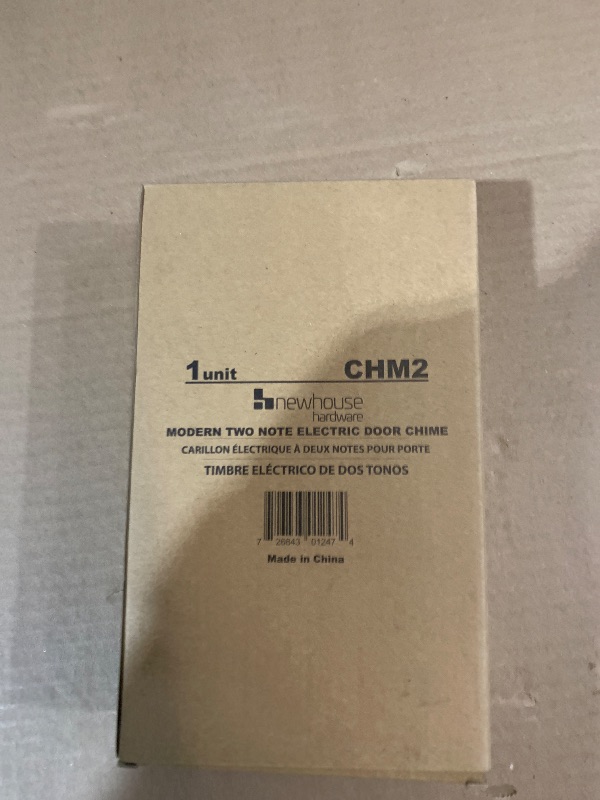 1 unit CHM2
newhouse
hardware
MODERN TWO NOTE ELECTRIC DOOR CHIME
CARILLON ÉLECTRIQUE À DEUX NOTES POUR PORTE
TIMBRE ELÉCTRICO DE DOS TONOS
7 26843 01247 4
Made in China